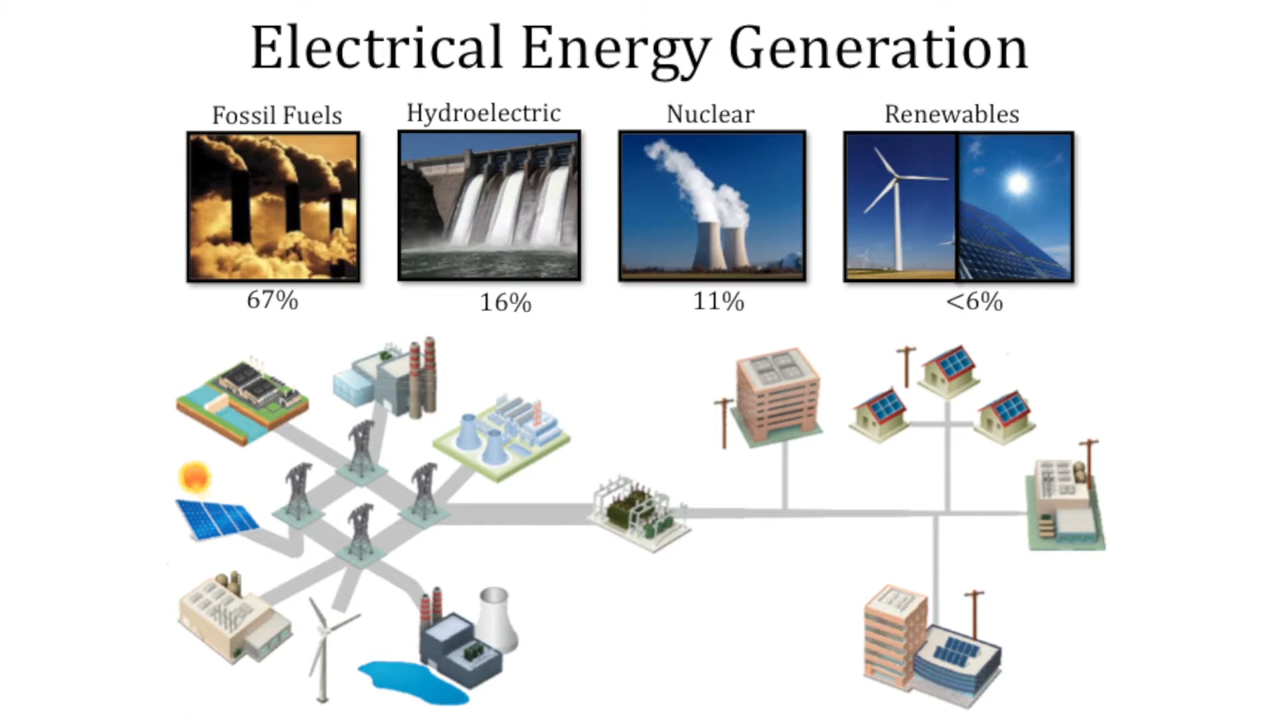 Electrical Energy Generation
Fossil Fuels
Hydroelectric
Nuclear
Renewables
67%
16%
11%
<6%